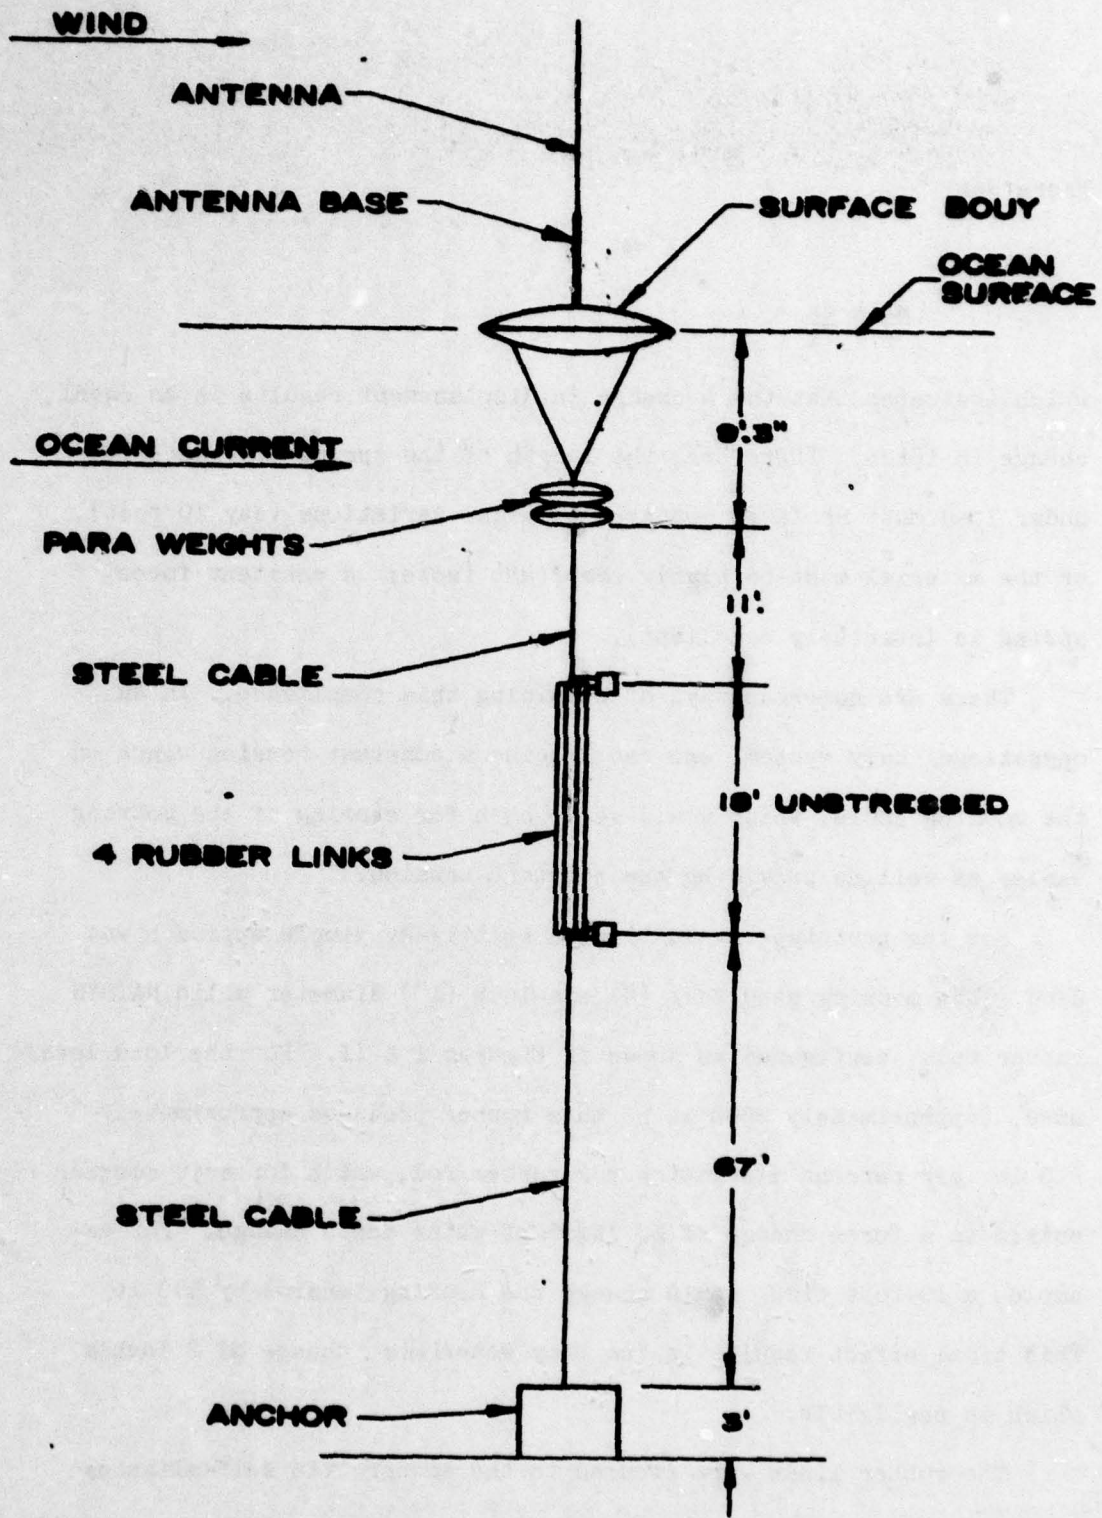 WIND
ANTENNA
ANTENNA BASE
SURFACE BOUY
OCEAN
SURFACE
9'.3"
OCEAN CURRENT
PARA WEIGHTS
11'.
STEEL CABLE
UNSTRESSED
4 RUBBER LINKS
67'
STEEL CABLE
ANCHOR
3'